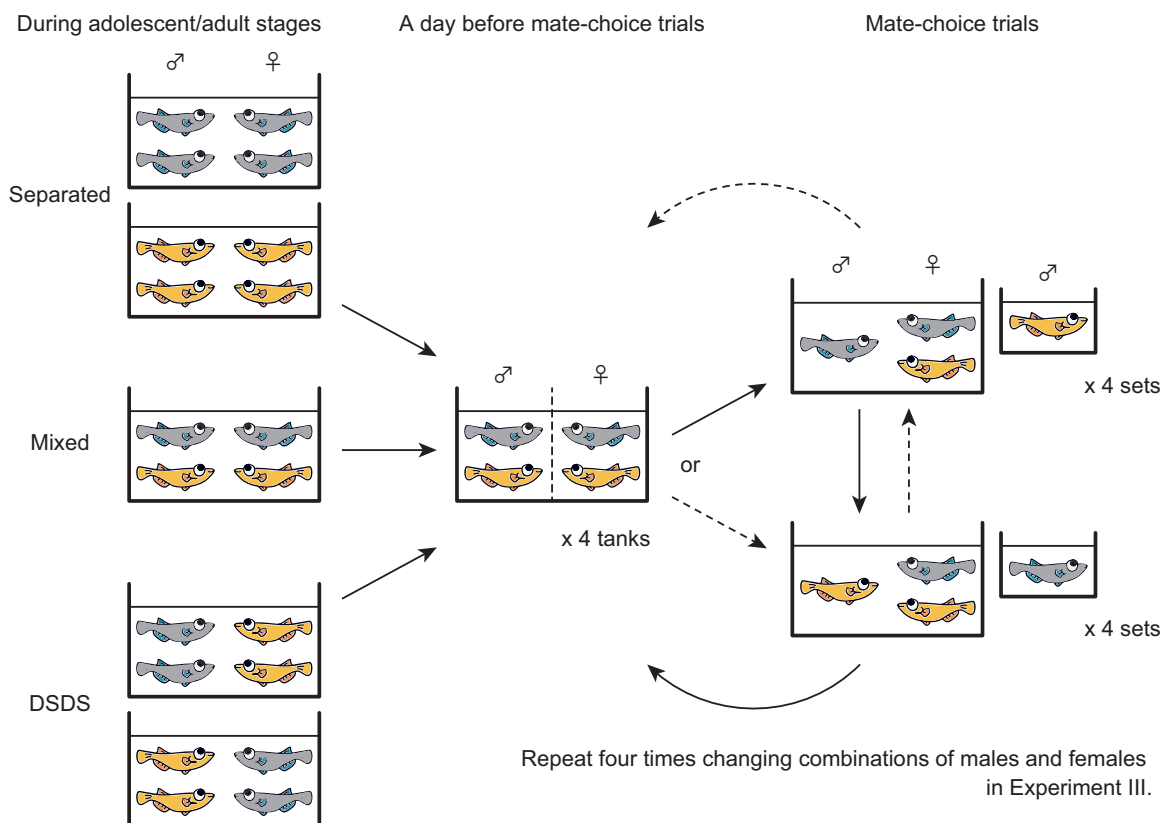 During adolescent/adult stages
A day before mate-choice trials
Mate-choice trials
♂ ♀
Separated
♂ ♀
♂
x 4 sets
Mixed
♂ ♀
or
x 4 tanks
x 4 sets
DSDS
Repeat four times changing combinations of males and females
in Experiment III.